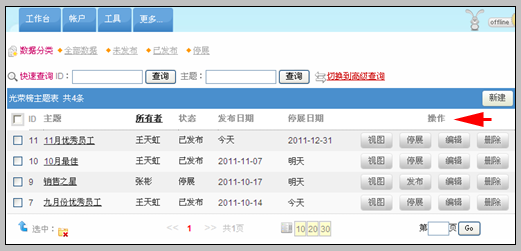 工作台 帐户 工具 更多... offline
数据分类 全部数据 未发布 已发布 停展
快速查询 ID： 查询 主题： 查询 切换到高级查询
光荣榜主题表 共4条 新建
ID 主题 所有者 状态 发布日期 停展日期 操作
11 11月优秀员工 王天虹 已发布 今天 2011-12-31 视图 停展 编辑 删除
10 10月最佳 王天虹 已发布 2011-11-07 明天 视图 停展 编辑 删除
9 销售之星 张彬 停展 2011-10-17 明天 视图 发布 编辑 删除
7 九月份优秀员工 王天虹 已发布 2011-10-14 今天 视图 停展 编辑 删除
选中： << < 1 > >> 共1页 10 20 30 第 页 Go